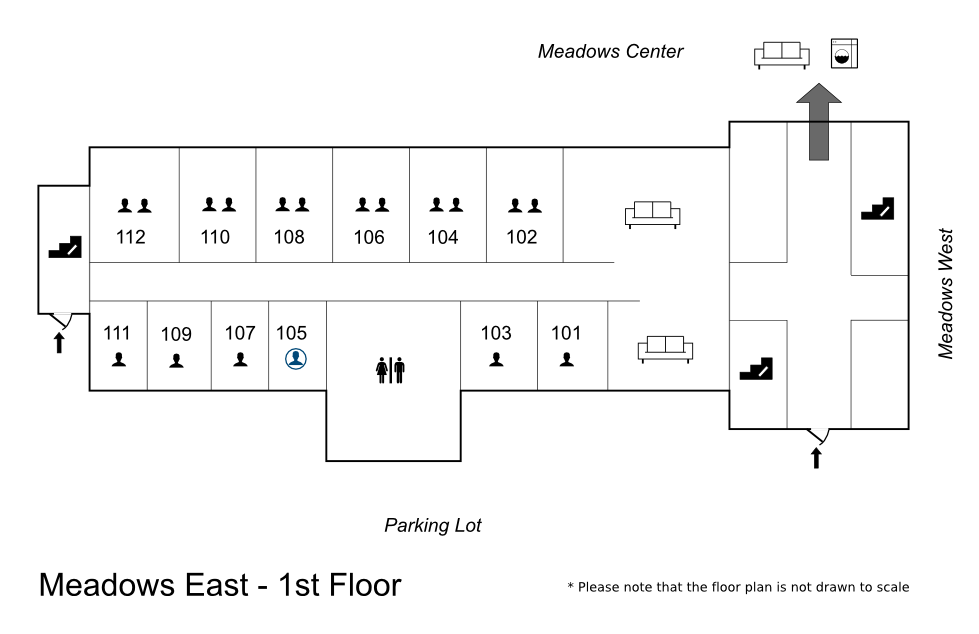 Meadows Center
112 110 108 106 104 102
Meadows West
111 109 107 105 103 101
Parking Lot
Meadows East - 1st Floor
* Please note that the floor plan is not drawn to scale